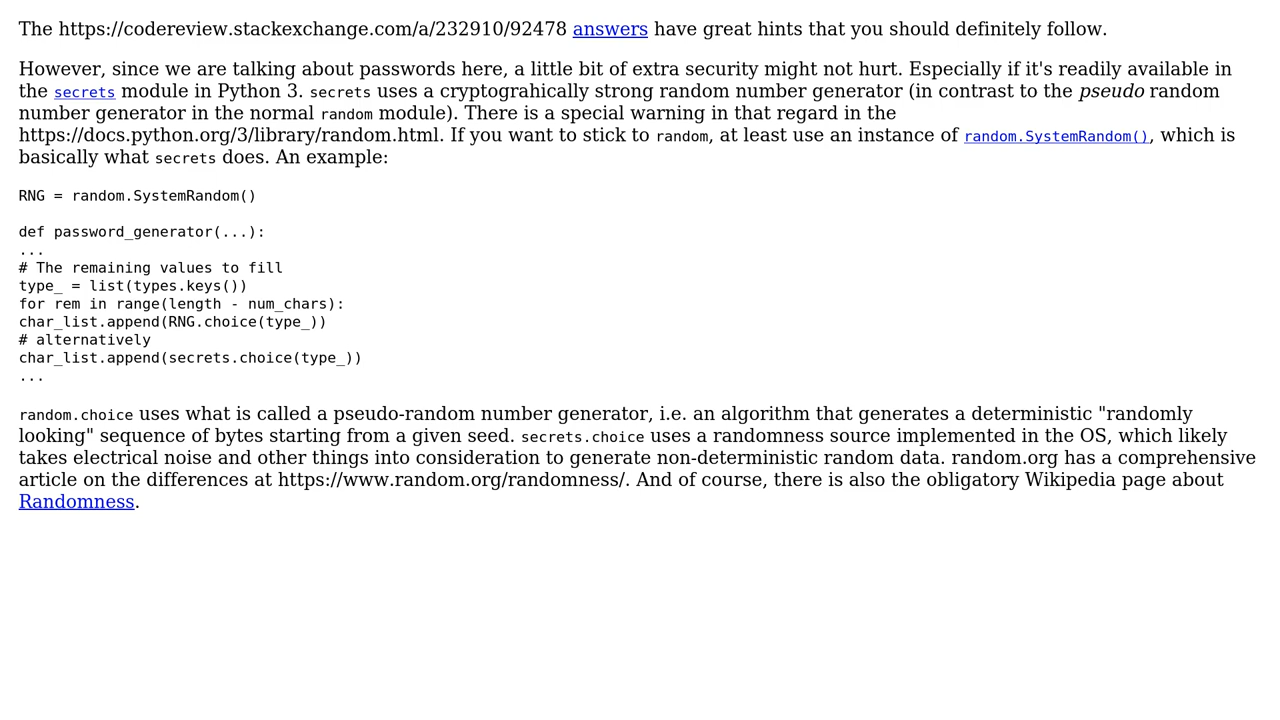 The https://codereview.stackexchange.com/a/232910/92478 answers have great hints that you should definitely follow.
However, since we are talking about passwords here, a little bit of extra security might not hurt. Especially if it's readily available in
the secrets module in Python 3. secrets uses a cryptograhically strong random number generator (in contrast to the pseudo random
number generator in the normal random module). There is a special warning in that regard in the
https://docs.python.org/3/library/random.html. If you want to stick to random, at least use an instance of random.SystemRandom(), which is
basically what secrets does. An example:
RNG = random.SystemRandom()
def password_generator(...):
...
# The remaining values to fill
type_ = list(types.keys())
for rem in range(length - num_chars):
char_list.append(RNG.choice(type_))
# alternatively
char_list.append(secrets.choice(type_))
...
random.choice uses what is called a pseudo-random number generator, i.e. an algorithm that generates a deterministic "randomly
looking" sequence of bytes starting from a given seed. secrets.choice uses a randomness source implemented in the OS, which likely
takes electrical noise and other things into consideration to generate non-deterministic random data. random.org has a comprehensive
article on the differences at https://www.random.org/randomness/. And of course, there is also the obligatory Wikipedia page about
Randomness.